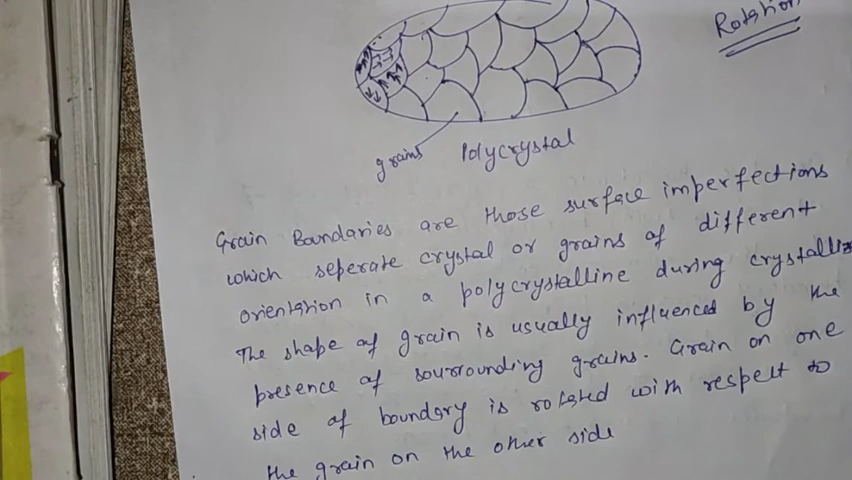 Rotation
grains
Polycrystal
Grain Boundaries are those surface imperfections
which seperate crystal or grains of different
orientation in a polycrystalline during crystalliz
The shape of grain is usually influenced by the
presence of sourrounding grains. Grain on one
side of boundary is rotated with respect to
the grain on the other side